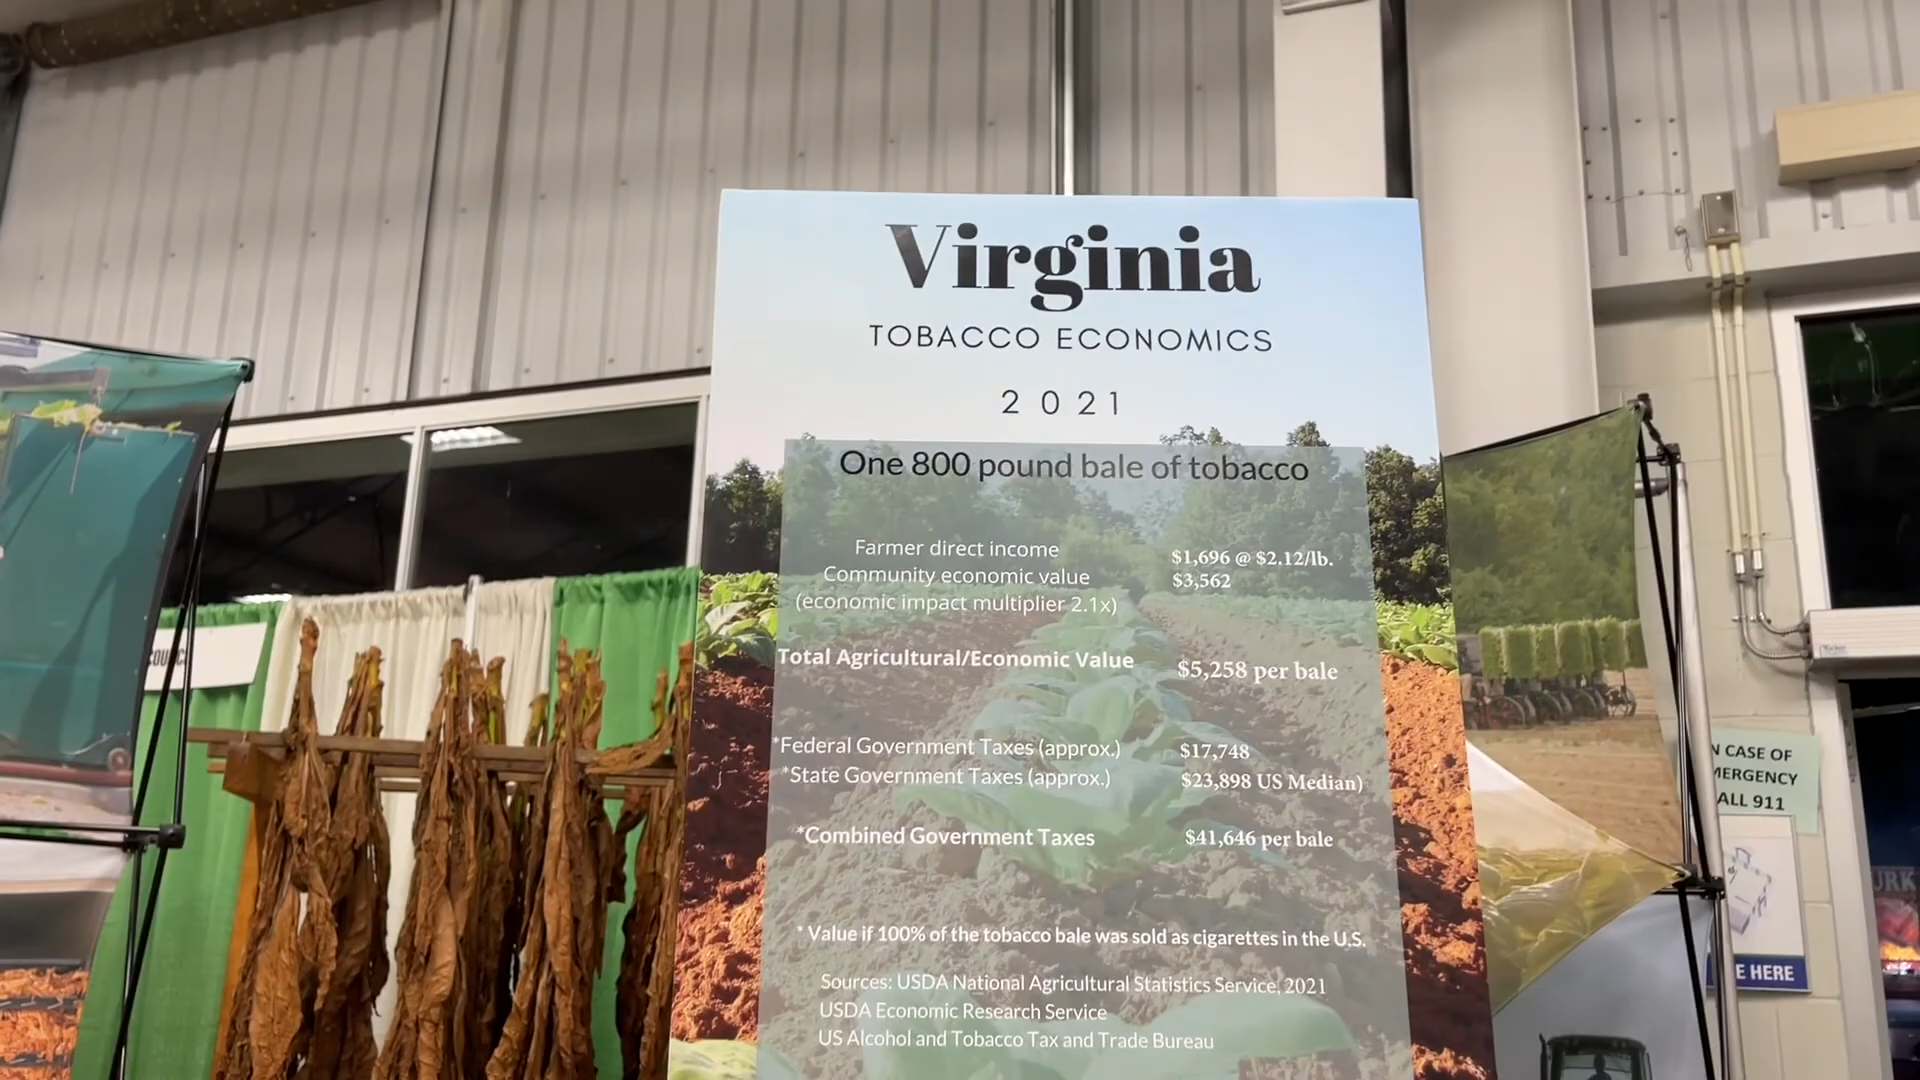 Virginia
TOBACCO ECONOMICS
2021
One 800 pound bale of tobacco
Farmer direct income $1,696 @ $2.12/lb.
Community economic value $3,562
(economic impact multiplier 2.1x)
Total Agricultural/Economic Value $5,258 per bale
*Federal Government Taxes (approx.) $17,748
*State Government Taxes (approx.) $23,898 US Median)
*Combined Government Taxes $41,646 per bale
* Value if 100% of the tobacco bale was sold as cigarettes in the U.S.
Sources: USDA National Agricultural Statistics Service, 2021
USDA Economic Research Service
US Alcohol and Tobacco Tax and Trade Bureau
N CASE OF
MERGENCY
ALL 911
E HERE